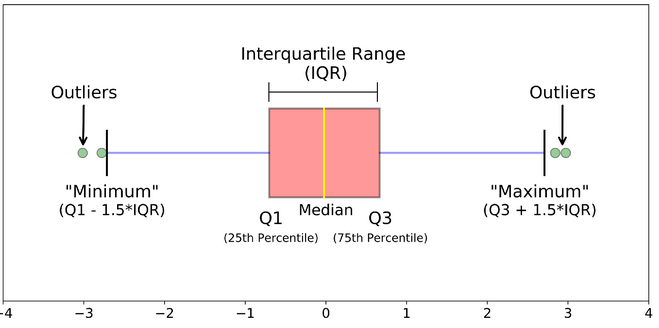 Interquartile Range
(IQR)
Outliers
Outliers
"Minimum"
(Q1 - 1.5*IQR)
"Maximum"
(Q3 + 1.5*IQR)
Median
Q1
Q3
(25th Percentile)
(75th Percentile)
−4 −3 −2 −1 0 1 2 3 4